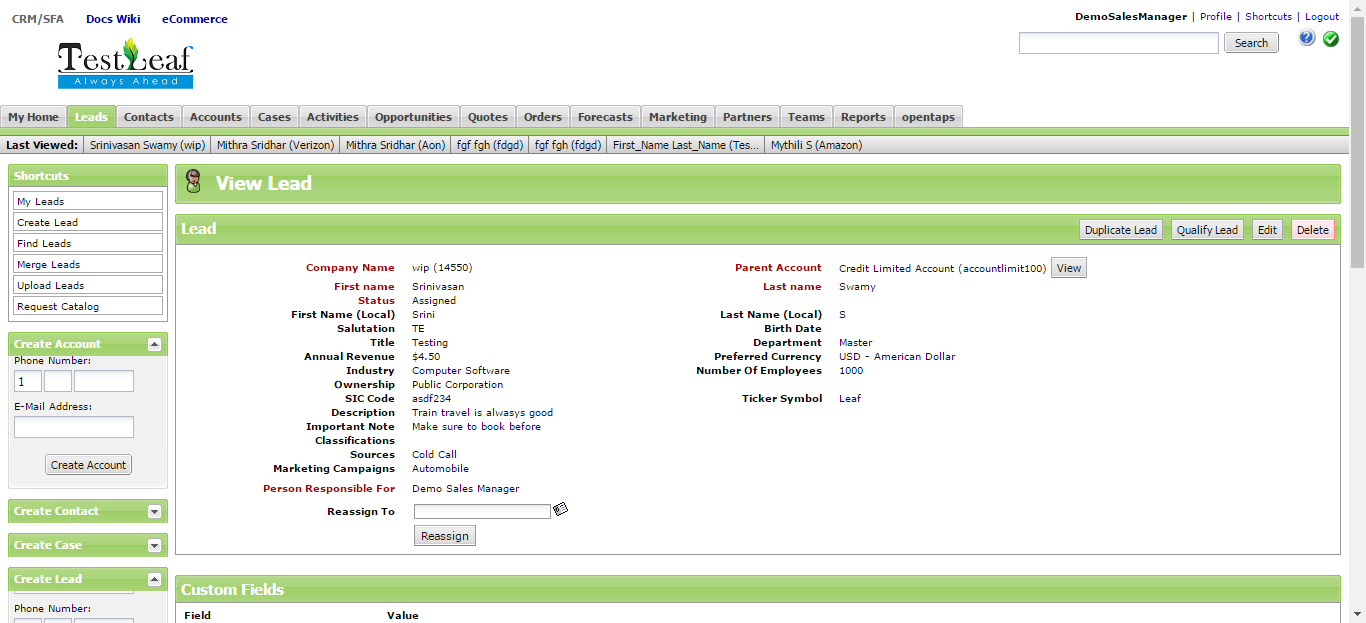 CRM/SFA Docs Wiki eCommerce
DemoSalesManager | Profile | Shortcuts | Logout
TestLeaf
Always Ahead
Search
My Home Leads Contacts Accounts Cases Activities Opportunities Quotes Orders Forecasts Marketing Partners Teams Reports opentaps
Last Viewed: Srinivasan Swamy (wip) Mithra Sridhar (Verizon) Mithra Sridhar (Aon) fgf fgh (fdgd) fgf fgh (fdgd) First_Name Last_Name (Tes... Mythili S (Amazon)
Shortcuts
My Leads
Create Lead
Find Leads
Merge Leads
Upload Leads
Request Catalog
Create Account
Phone Number:
1
E-Mail Address:
Create Account
Create Contact
Create Case
Create Lead
Phone Number:
View Lead
Lead Duplicate Lead Qualify Lead Edit Delete
Company Name wip (14550) Parent Account Credit Limited Account (accountlimit100) View
First name Srinivasan Last name Swamy
Status Assigned
First Name (Local) Srini Last Name (Local) S
Salutation TE Birth Date
Title Testing Department Master
Annual Revenue $4.50 Preferred Currency USD - American Dollar
Industry Computer Software Number Of Employees 1000
Ownership Public Corporation
SIC Code asdf234 Ticker Symbol Leaf
Description Train travel is alwasys good
Important Note Make sure to book before
Classifications
Sources Cold Call
Marketing Campaigns Automobile
Person Responsible For Demo Sales Manager
Reassign To
Reassign
Custom Fields
Field Value